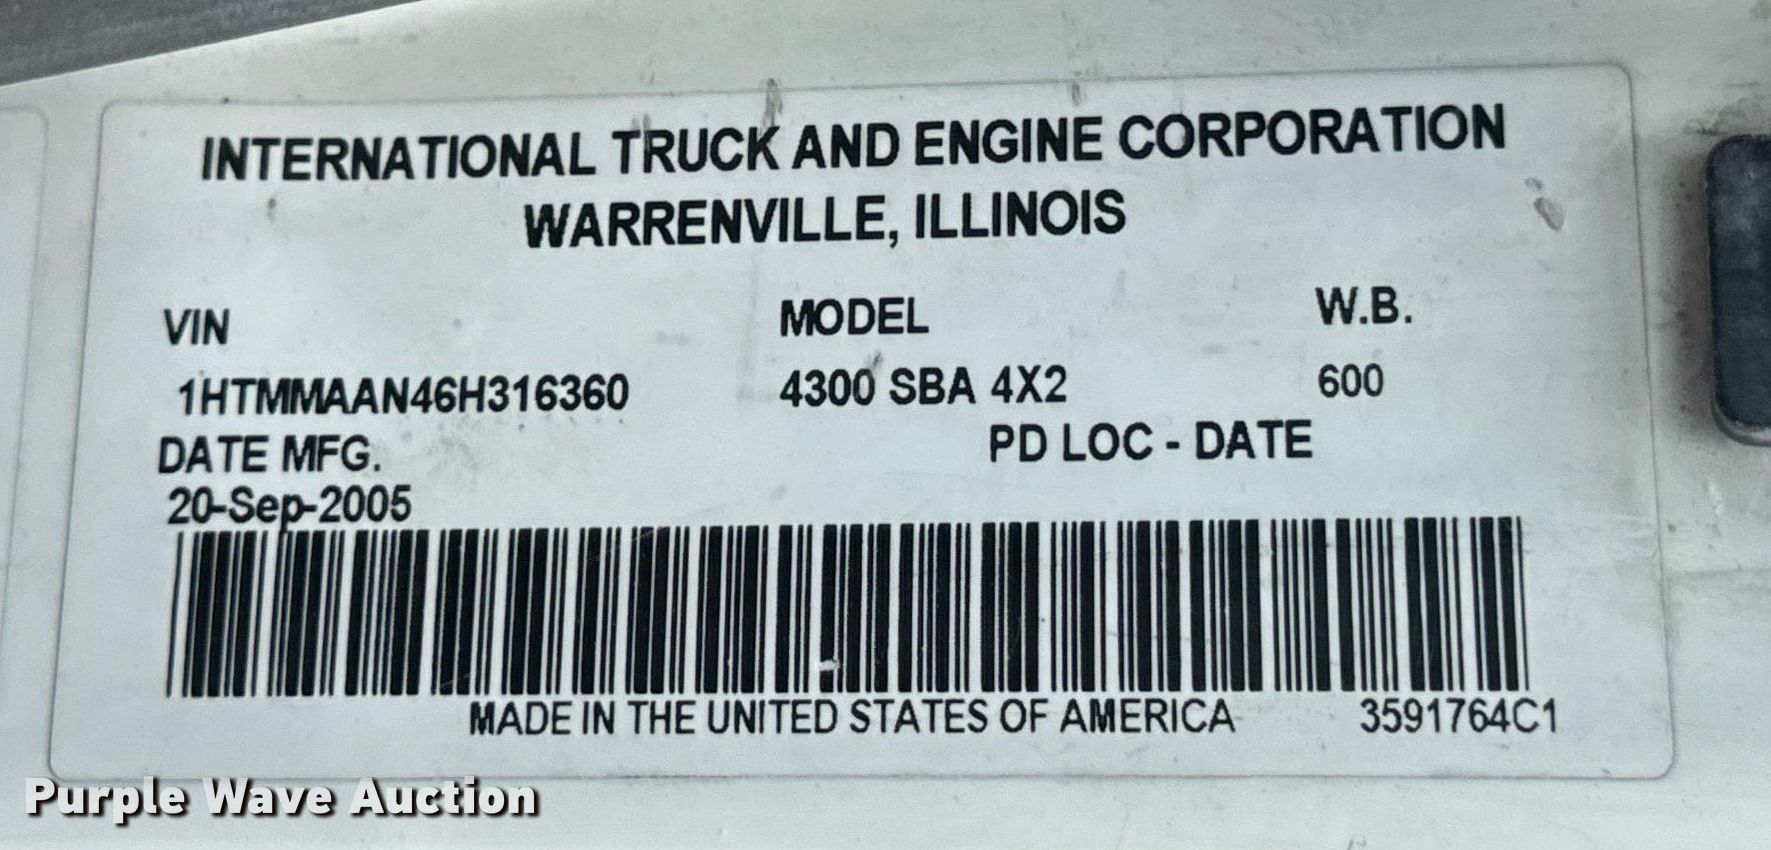 INTERNATIONAL TRUCK AND ENGINE CORPORATION
WARRENVILLE, ILLINOIS
VIN MODEL W.B.
1HTMMAAN46H316360 4300 SBA 4X2 600
DATE MFG. PD LOC - DATE
20-Sep-2005
MADE IN THE UNITED STATES OF AMERICA 3591764C1
Purple Wave Auction